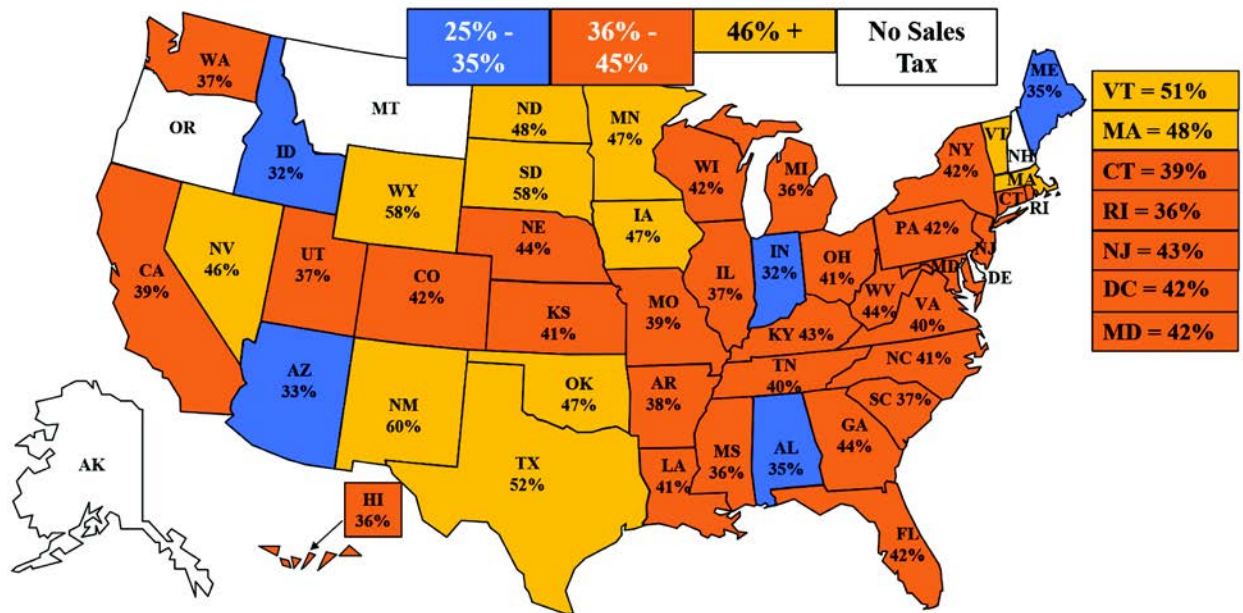 25% -
35%
36% -
45%
46% +
No Sales
Tax
WA
37%
OR
MT
ID
32%
ND
48%
MN
47%
SD
58%
WY
58%
WI
42%
MI
36%
NY
42%
VT
NH
ME
35%
MA
CT
RI
VT = 51%
MA = 48%
CT = 39%
RI = 36%
NJ = 43%
DC = 42%
MD = 42%
CA
39%
NV
46%
UT
37%
CO
42%
NE
44%
IA
47%
IL
37%
IN
32%
OH
41%
PA 42%
NJ
MD
DE
WV
44%
VA
40%
KS
41%
MO
39%
KY 43%
AZ
33%
NM
60%
OK
47%
AR
38%
TN
40%
NC 41%
SC 37%
TX
52%
LA
41%
MS
36%
AL
35%
GA
44%
FL
42%
AK
HI
36%